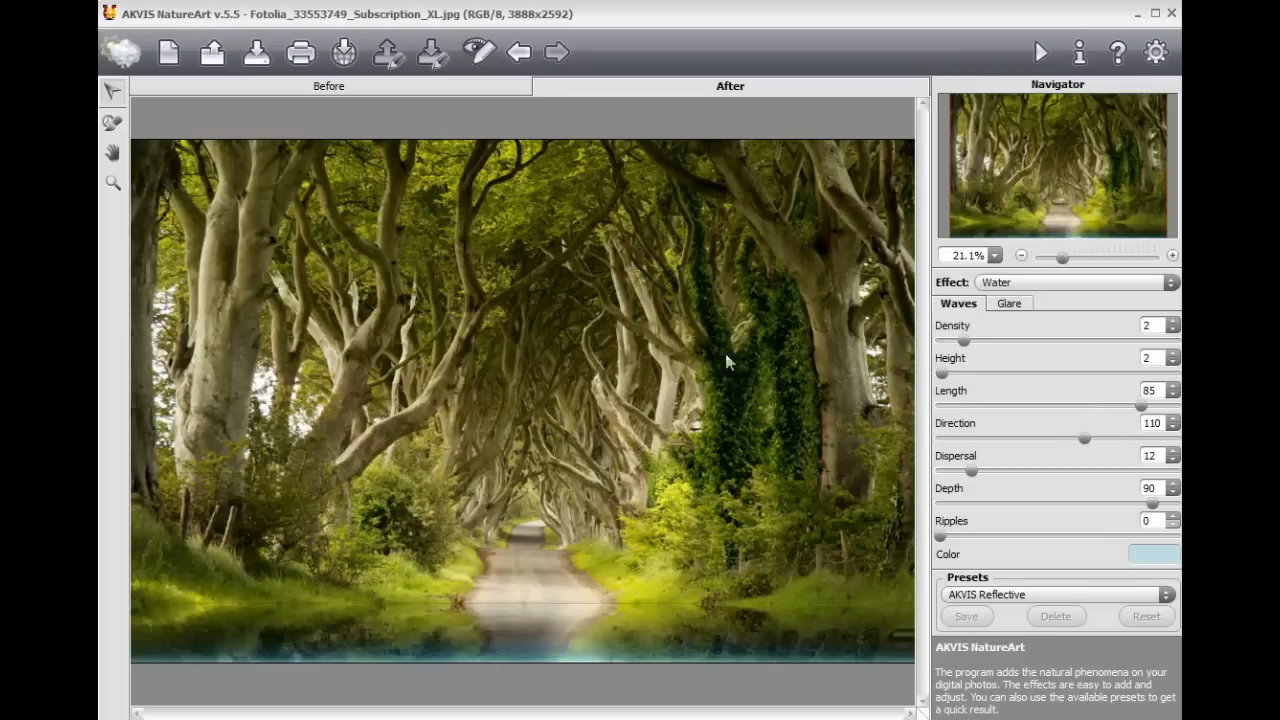 AKVIS NatureArt v.5.5 - Fotolia_33553749_Subscription_XL.jpg (RGB/8, 3888x2592)
Before
After
Navigator
21.1%
Effect: Water
Waves
Glare
Density
2
Height
2
Length
85
Direction
110
Dispersal
12
Depth
90
Ripples
0
Color
Presets
AKVIS Reflective
Save
Delete
Reset
AKVIS NatureArt
The program adds the natural phenomena on your
digital photos. The effects are easy to add and
adjust. You can also use the available presets to get
a quick result.